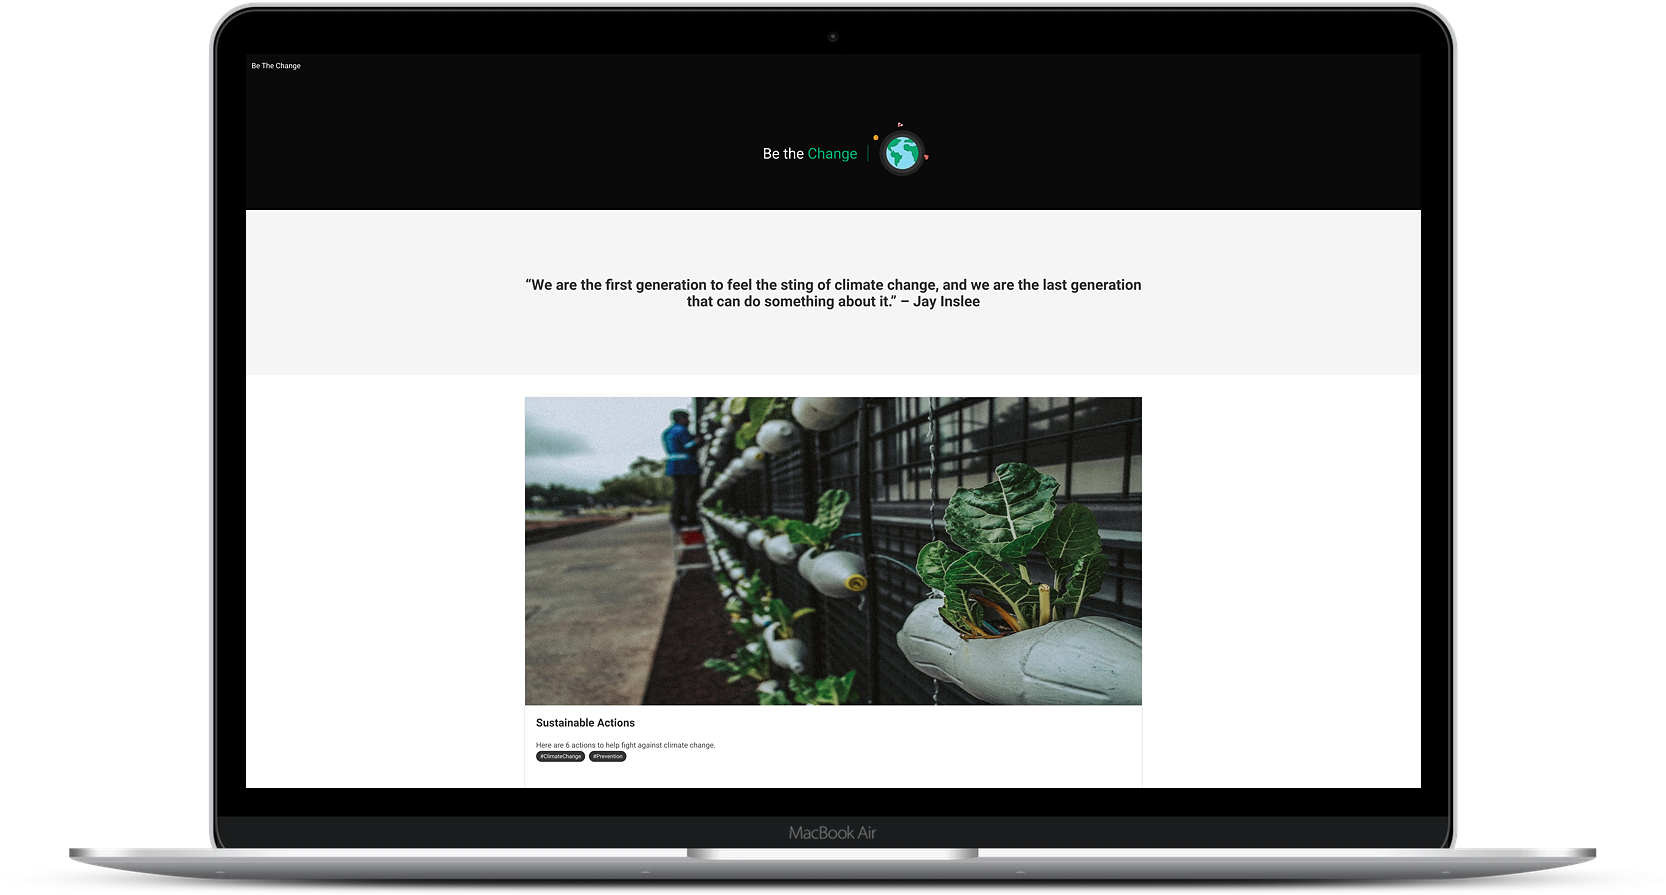 Be The Change
Be the Change
“We are the first generation to feel the sting of climate change, and we are the last generation
that can do something about it.” – Jay Inslee
Sustainable Actions
Here are 6 actions to help fight against climate change.
#ClimateChange #Prevention
MacBook Air